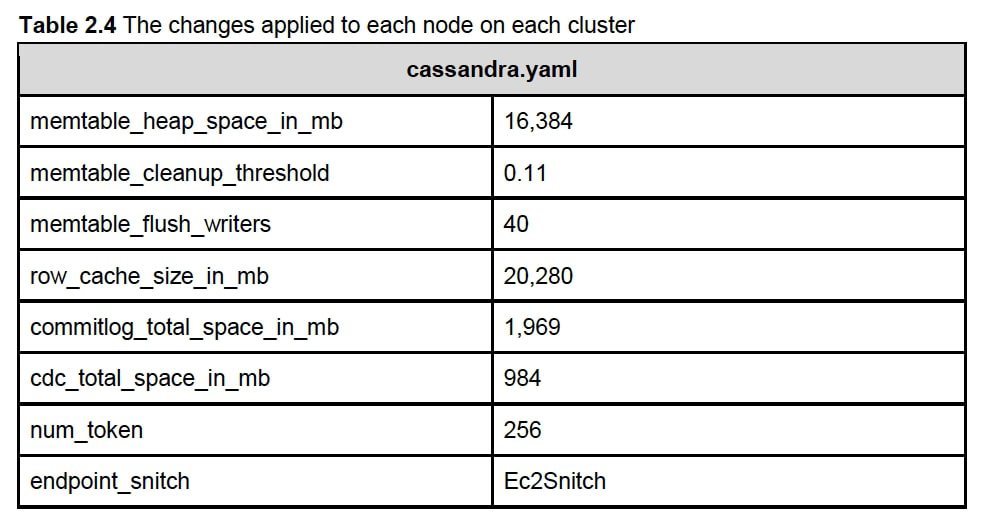 Table 2.4 The changes applied to each node on each cluster
cassandra.yaml
memtable_heap_space_in_mb 16,384
memtable_cleanup_threshold 0.11
memtable_flush_writers 40
row_cache_size_in_mb 20,280
commitlog_total_space_in_mb 1,969
cdc_total_space_in_mb 984
num_token 256
endpoint_snitch Ec2Snitch